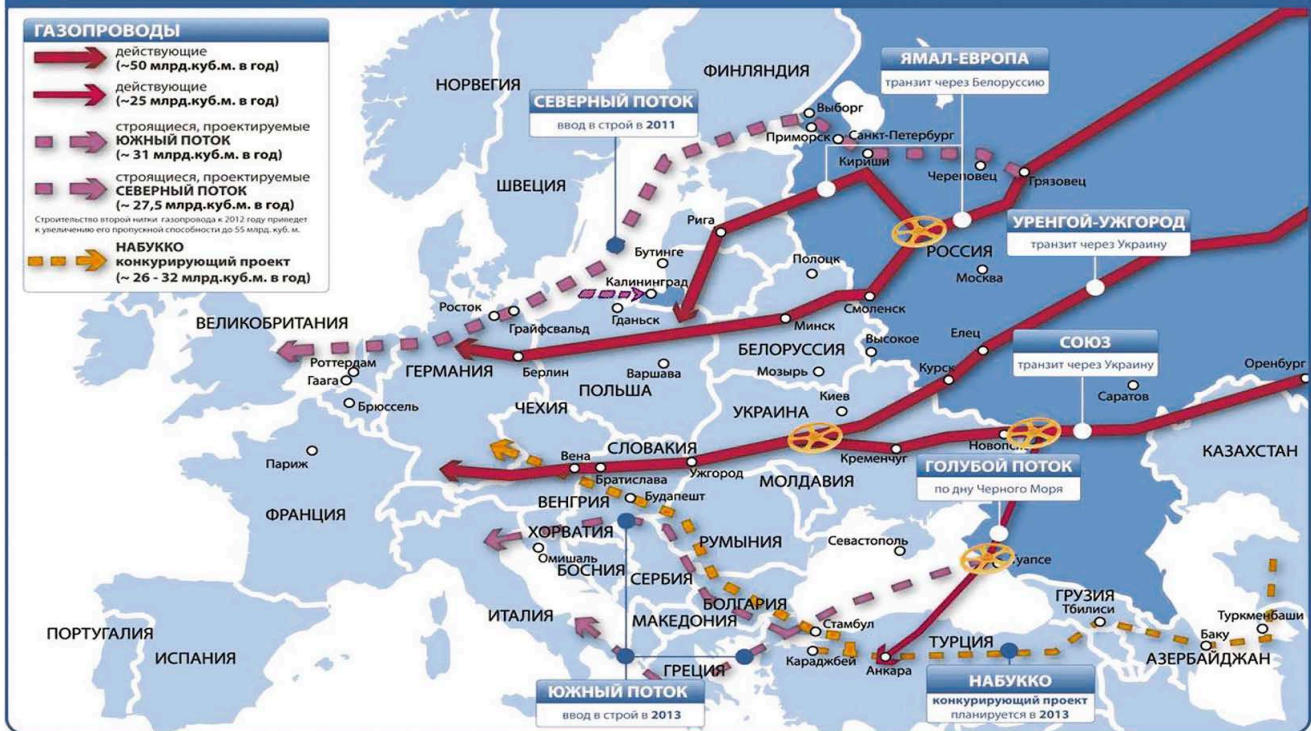 ГАЗОПРОВОДЫ
действующие
(~50 млрд.куб.м. в год)
действующие
(~25 млрд.куб.м. в год)
строящиеся, проектируемые
ЮЖНЫЙ ПОТОК
(~ 31 млрд.куб.м. в год)
строящиеся, проектируемые
СЕВЕРНЫЙ ПОТОК
(~ 27,5 млрд.куб.м. в год)
Строительство второй нитки газопровода к 2012 году приведет
к увеличению его пропускной способности до 55 млрд. куб. м.
НАБУККО
конкурирующий проект
(~ 26 - 32 млрд.куб.м. в год)
НОРВЕГИЯ
ФИНЛЯНДИЯ
ШВЕЦИЯ
СЕВЕРНЫЙ ПОТОК
ввод в строй в 2011
ЯМАЛ-ЕВРОПА
транзит через Белоруссию
Выборг
Приморск
Санкт-Петербург
Кириши
Череповец
Грязовец
УРЕНГОЙ-УЖГОРОД
транзит через Украину
Рига
РОССИЯ
Москва
Бутинге
Полоцк
Калининград
Смоленск
Росток
Грайфсвальд
Гданьск
Минск
ВЕЛИКОБРИТАНИЯ
Елец
СОЮЗ
транзит через Украину
Роттердам
Гаага
ГЕРМАНИЯ
Берлин
Варшава
БЕЛОРУССИЯ
Высокое
Мозырь
Курск
Оренбург
Саратов
Брюссель
ПОЛЬША
ЧЕХИЯ
УКРАИНА
Киев
Париж
СЛОВАКИЯ
Вена
Братислава
Ужгород
Кременчуг
Новопск
КАЗАХСТАН
ГОЛУБОЙ ПОТОК
по дну Черного Моря
МОЛДАВИЯ
ВЕНГРИЯ
Будапешт
ФРАНЦИЯ
ХОРВАТИЯ
Омишаль
РУМЫНИЯ
Севастополь
Туапсе
БОСНИЯ
СЕРБИЯ
ИТАЛИЯ
БОЛГАРИЯ
МАКЕДОНИЯ
Стамбул
ГРУЗИЯ
Тбилиси
Туркменбаши
ПОРТУГАЛИЯ
ИСПАНИЯ
Караджбей
ТУРЦИЯ
Анкара
Баку
АЗЕРБАЙДЖАН
ГРЕЦИЯ
ЮЖНЫЙ ПОТОК
ввод в строй в 2013
НАБУККО
конкурирующий проект
планируется в 2013